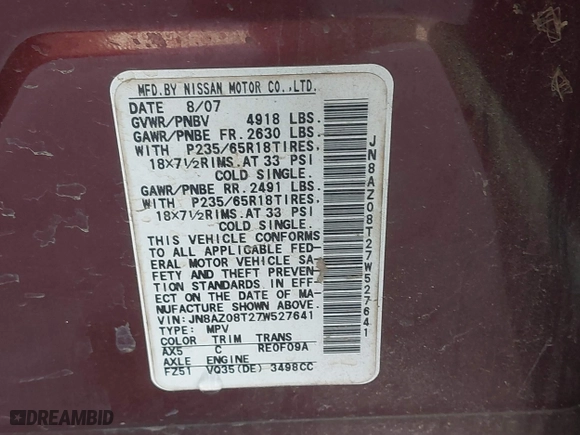 MFD.BY NISSAN MOTOR CO.,LTD.
DATE 8/07
GVWR/PNBV 4918 LBS.
GAWR/PNBE FR. 2630 LBS.
WITH P235/65R18TIRES,
18×7½RIMS.AT 33 PSI
COLD SINGLE.
GAWR/PNBE RR. 2491 LBS.
WITH P235/65R18TIRES,
18×7½RIMS.AT 33 PSI
COLD SINGLE.
THIS VEHICLE CONFORMS
TO ALL APPLICABLE FED-
ERAL MOTOR VEHICLE SA-
FETY AND THEFT PREVEN-
TION STANDARDS IN EFF-
ECT ON THE DATE OF MA-
NUFACTURE SHOWN ABOVE.
VIN:JN8AZ08T27W527641
TYPE: MPV
COLOR TRIM TRANS
AX5 C RE0F09A
AXLE ENGINE
FZ51 VQ35(DE) 3498CC
JN8AZ08T27W527641
DREAMBID